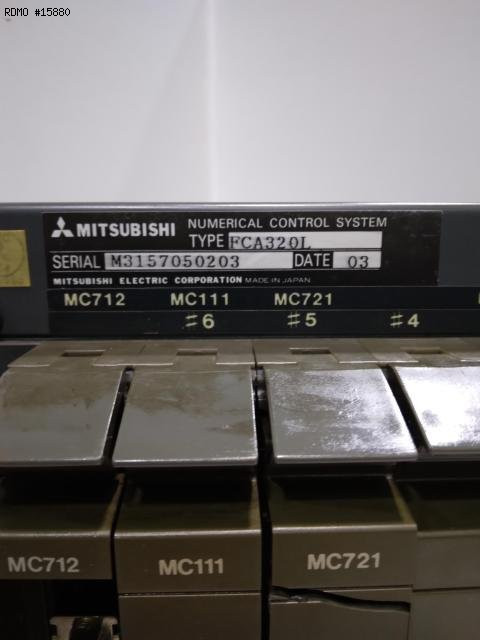 RDMO #15880
MITSUBISHI NUMERICAL CONTROL SYSTEM
TYPE FCA320L
SERIAL M3157050203 DATE 03
MITSUBISHI ELECTRIC CORPORATION MADE IN JAPAN
MC712 MC111 MC721
#6 #5 #4
MC712 MC111 MC721